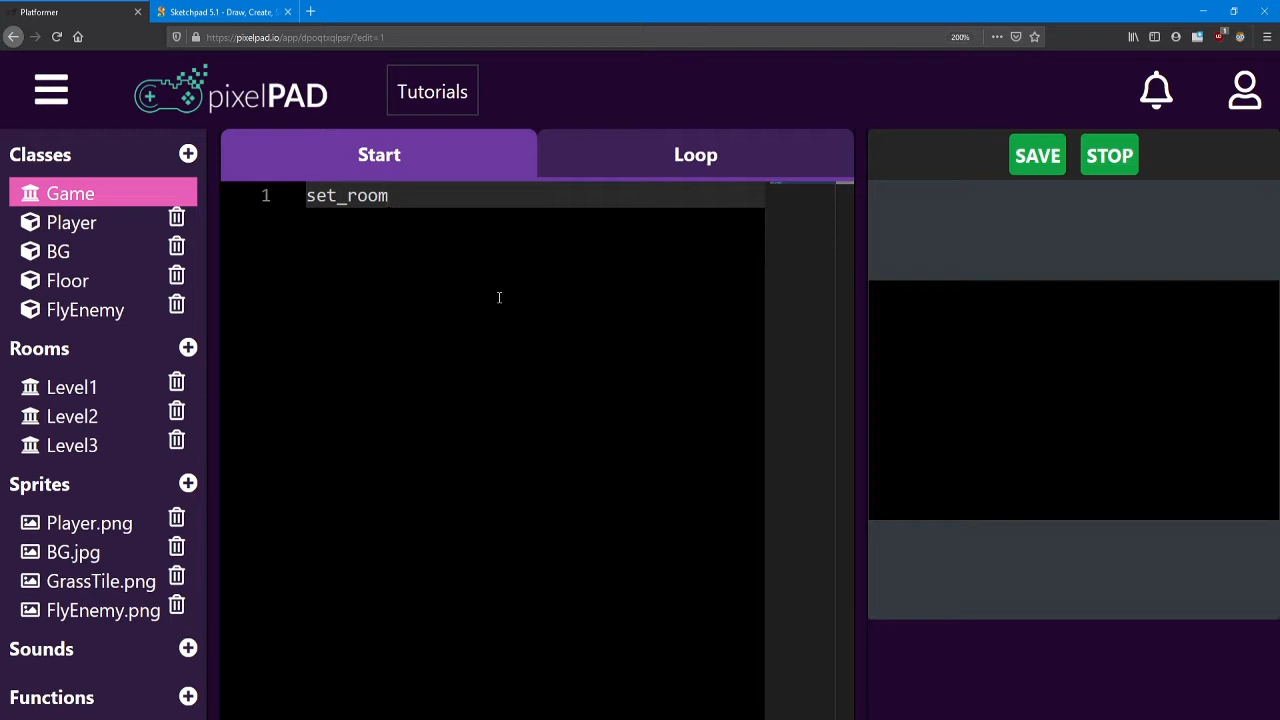 Platformer
Sketchpad 5.1 - Draw, Create,
https://pixelpad.io/app/dpoqtxqlpsr/?edit=1
200%
1
pixelPAD
Tutorials
Classes
Game
Player
BG
Floor
FlyEnemy
Rooms
Level1
Level2
Level3
Sprites
Player.png
BG.jpg
GrassTile.png
FlyEnemy.png
Sounds
Functions
Start
Loop
1 set_room
SAVE
STOP